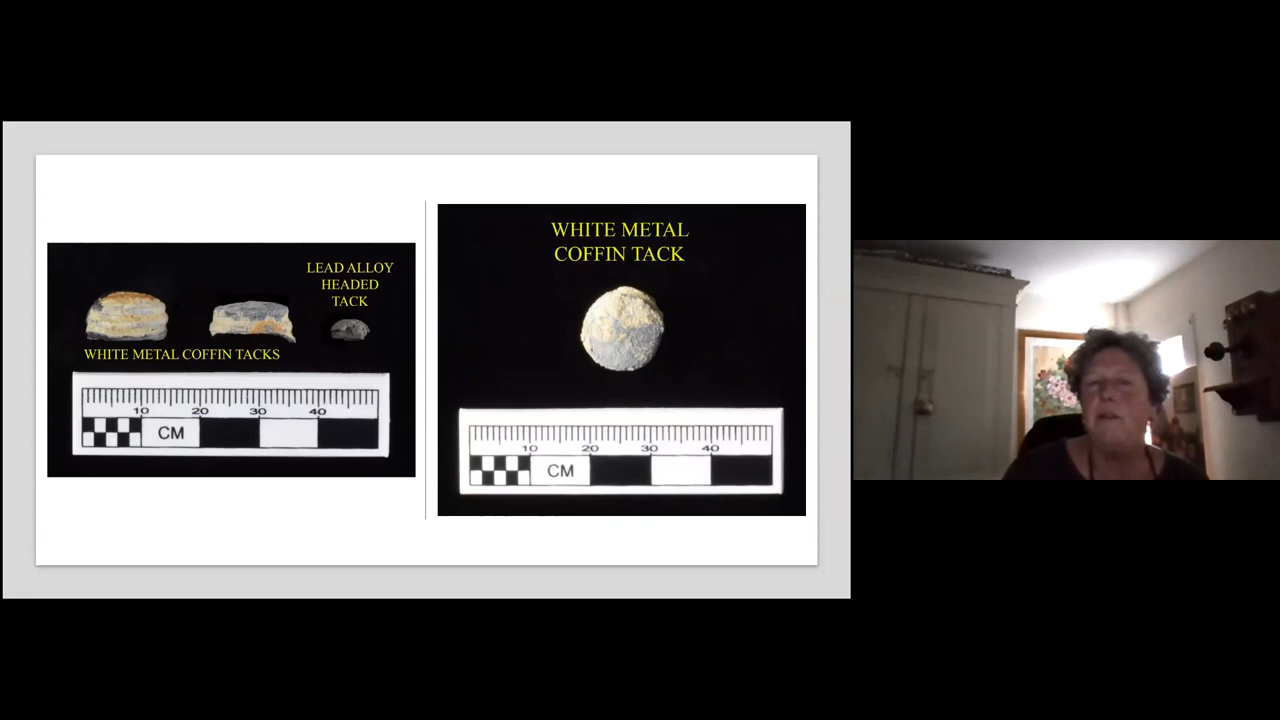 LEAD ALLOY
HEADED
TACK
WHITE METAL COFFIN TACKS
10 20 30 40
CM
WHITE METAL
COFFIN TACK
10 20 30 40
CM